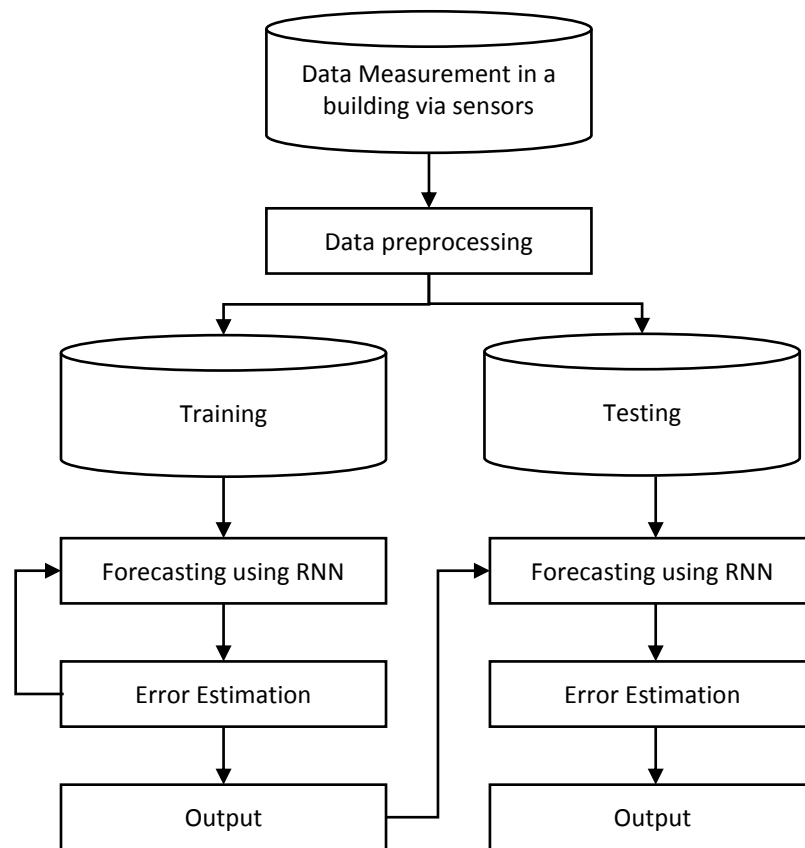 Data Measurement in a
building via sensors
Data preprocessing
Training
Testing
Forecasting using RNN
Forecasting using RNN
Error Estimation
Error Estimation
Output
Output